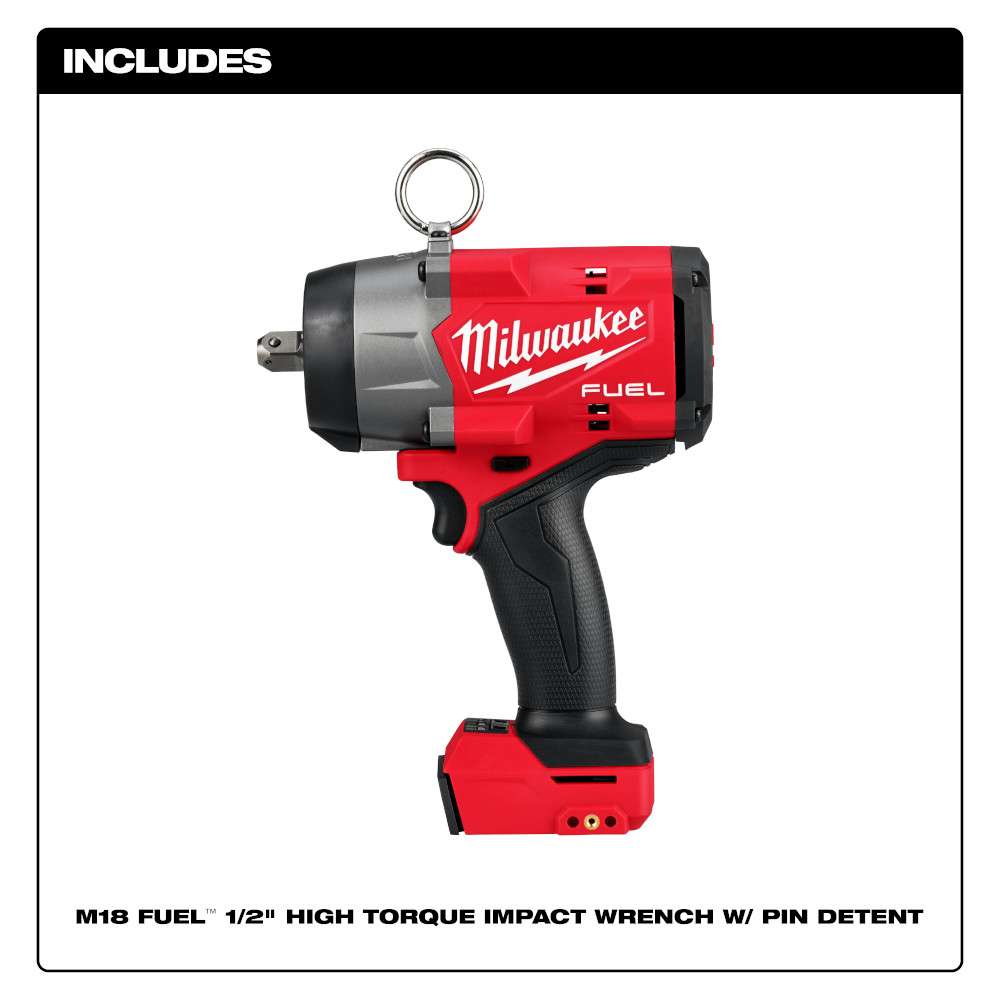 INCLUDES
Milwaukee
FUEL
M18 FUEL™ 1/2" HIGH TORQUE IMPACT WRENCH W/ PIN DETENT